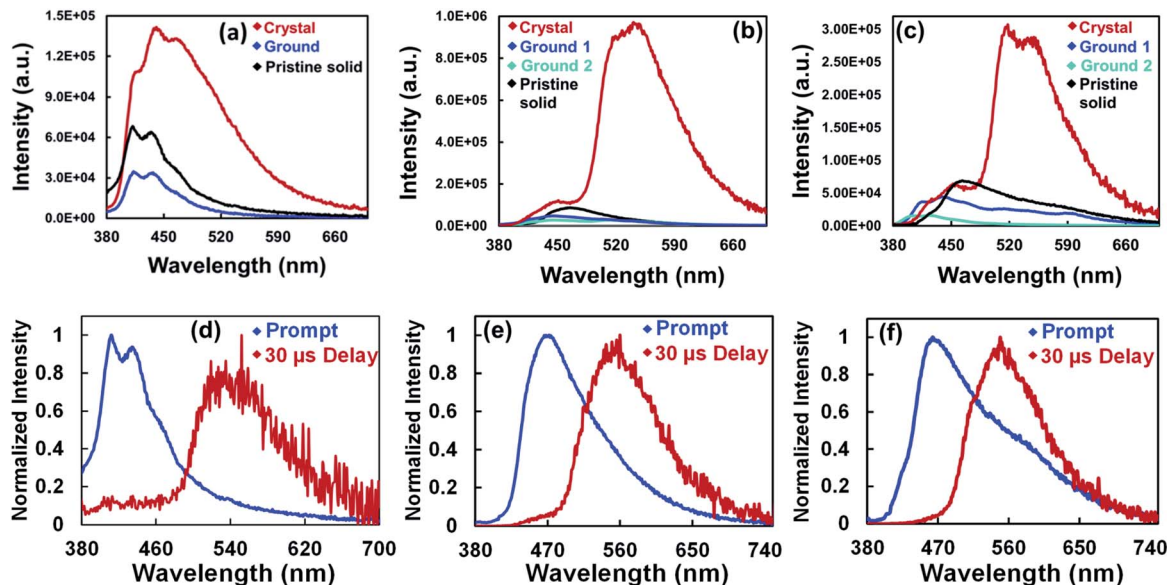 (a)
Crystal
Ground
Pristine solid
Intensity (a.u.)
1.5E+05
1.2E+05
9.0E+04
6.0E+04
3.0E+04
0.0E+00
380 450 520 590 660
Wavelength (nm)
(b)
Crystal
Ground 1
Ground 2
Pristine
solid
Intensity (a.u.)
1.0E+06
8.0E+05
6.0E+05
4.0E+05
2.0E+05
0.0E+00
380 450 520 590 660
Wavelength (nm)
(c)
Crystal
Ground 1
Ground 2
Pristine
solid
Intensity (a.u.)
3.00E+05
2.50E+05
2.00E+05
1.50E+05
1.00E+05
5.00E+04
0.00E+00
380 450 520 590 660
Wavelength (nm)
(d)
Prompt
30 µs Delay
Normalized Intensity
1
0.8
0.6
0.4
0.2
0
380 460 540 620 700
Wavelength (nm)
(e)
Prompt
30 µs Delay
Normalized Intensity
1
0.8
0.6
0.4
0.2
0
380 470 560 650 740
Wavelength (nm)
(f)
Prompt
30 µs Delay
Normalized Intensity
1
0.8
0.6
0.4
0.2
0
380 470 560 650 740
Wavelength (nm)